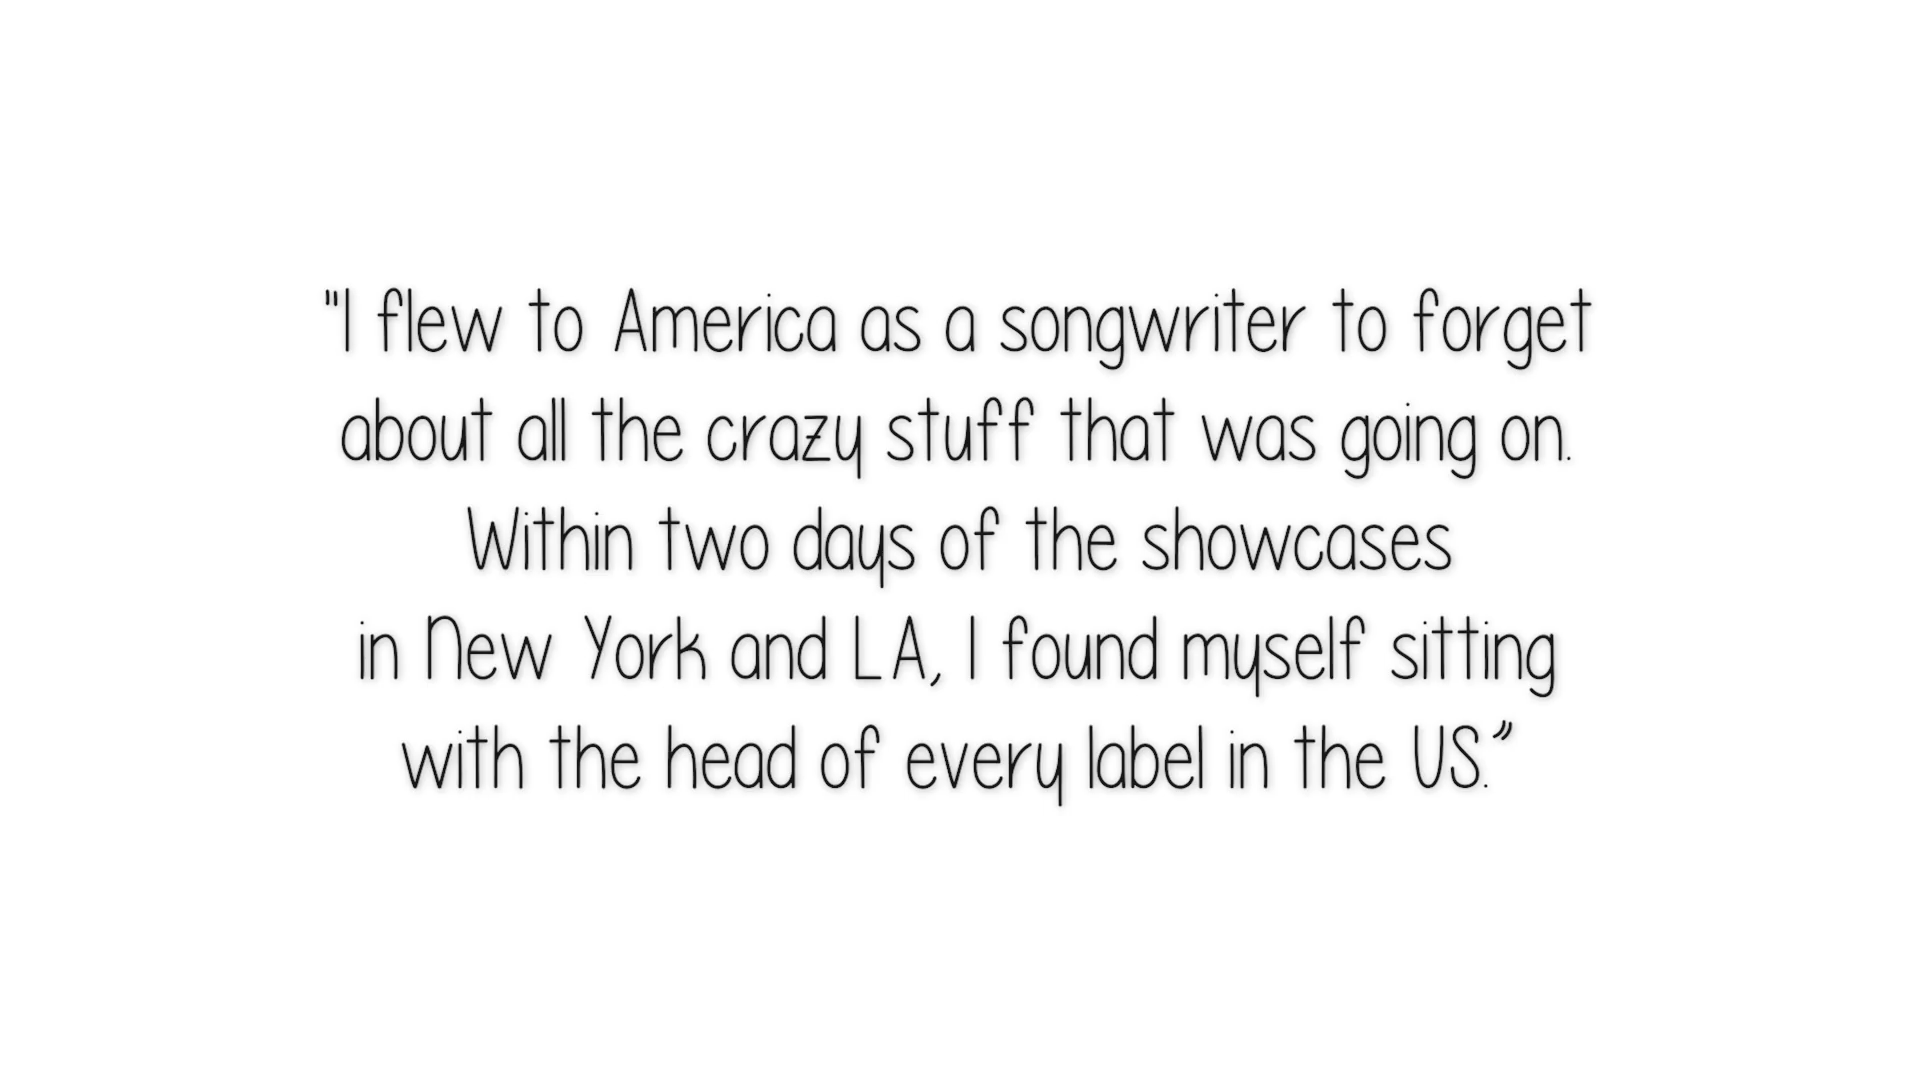 "I flew to America as a songwriter to forget
about all the crazy stuff that was going on.
Within two days of the showcases
in New York and LA, I found myself sitting
with the head of every label in the US.”